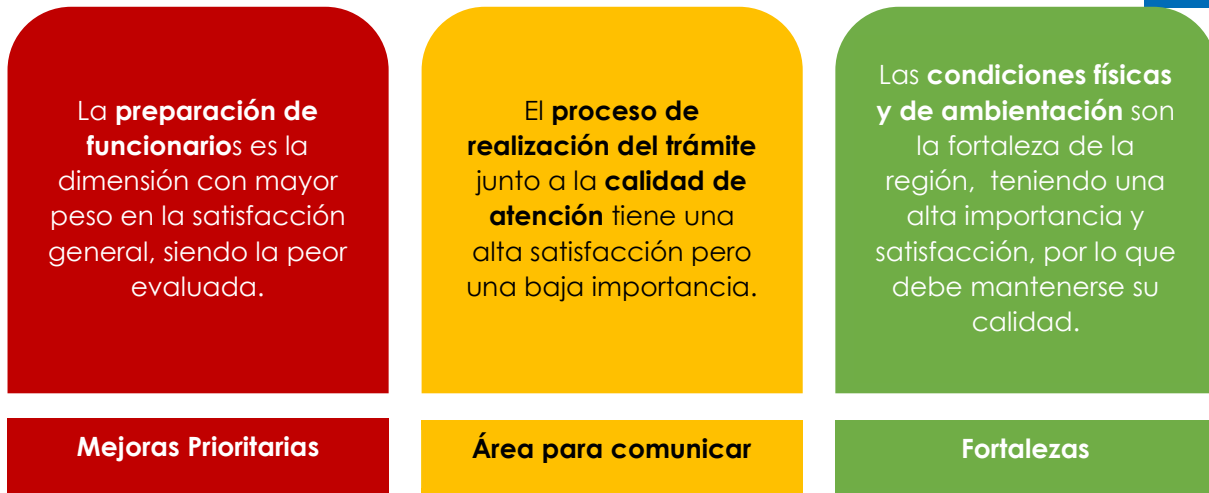 La preparación de
funcionarios es la
dimensión con mayor
peso en la satisfacción
general, siendo la peor
evaluada.
Mejoras Prioritarias
El proceso de
realización del trámite
junto a la calidad de
atención tiene una
alta satisfacción pero
una baja importancia.
Área para comunicar
Las condiciones físicas
y de ambientación son
la fortaleza de la
región, teniendo una
alta importancia y
satisfacción, por lo que
debe mantenerse su
calidad.
Fortalezas